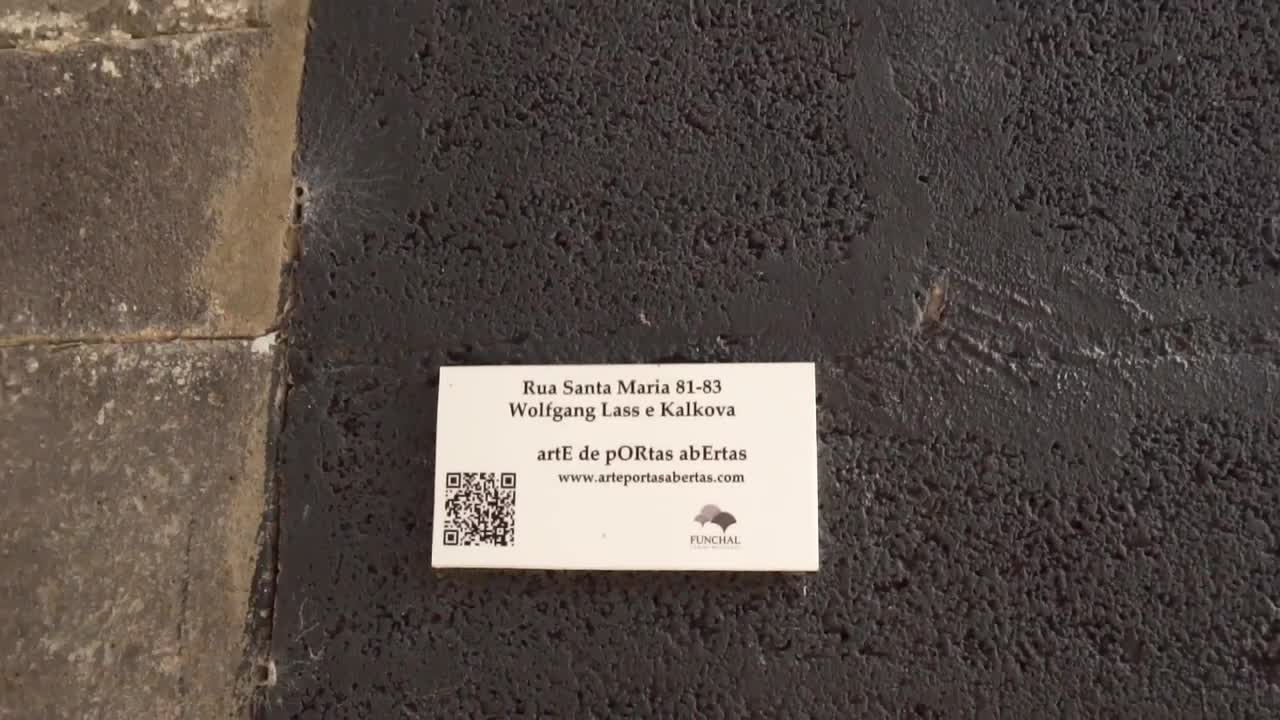 Rua Santa Maria 81-83
Wolfgang Lass e Kalkova
artE de pORtas abErtas
www.arteportasabertas.com
FUNCHAL